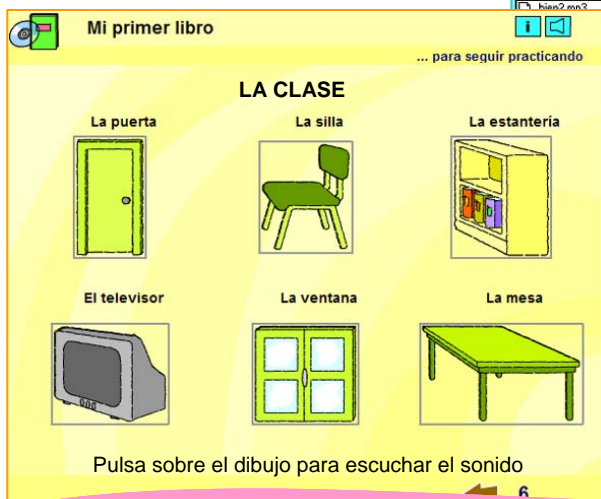 bien2.mp3
Mi primer libro
i
... para seguir practicando
LA CLASE
La puerta La silla La estantería
El televisor La ventana La mesa
Pulsa sobre el dibujo para escuchar el sonido
6